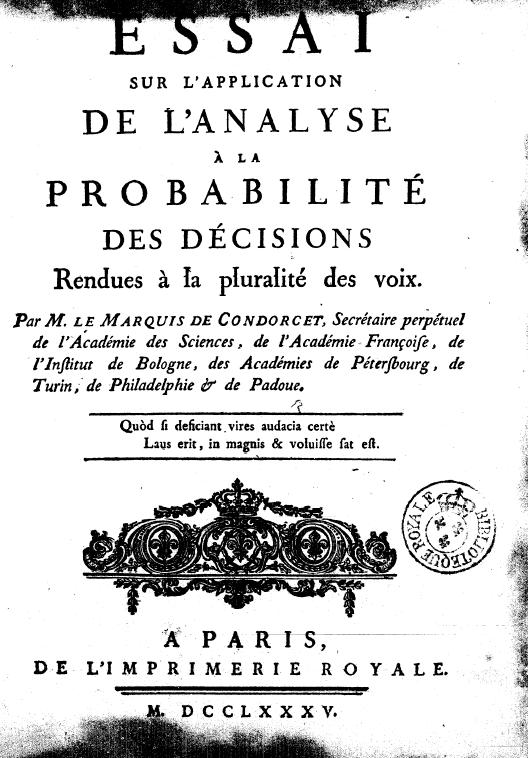 ESSAI
SUR L'APPLICATION
DE L'ANALYSE
À LA
PROBABILITÉ
DES DÉCISIONS
Rendues à la pluralité des voix.
Par M. LE MARQUIS DE CONDORCET, Secrétaire perpétuel
de l'Académie des Sciences, de l'Académie Françoiſe, de
l'Inſtitut de Bologne, des Académies de Péterſbourg, de
Turin, de Philadelphie & de Padoue.
Quòd ſi deficiant vires audacia certè
Laus erit, in magnis & voluiſſe ſat eſt.
BIBLIOTEQUE ROYALE
A PARIS,
DE L'IMPRIMERIE ROYALE.
M. DCCLXXXV.